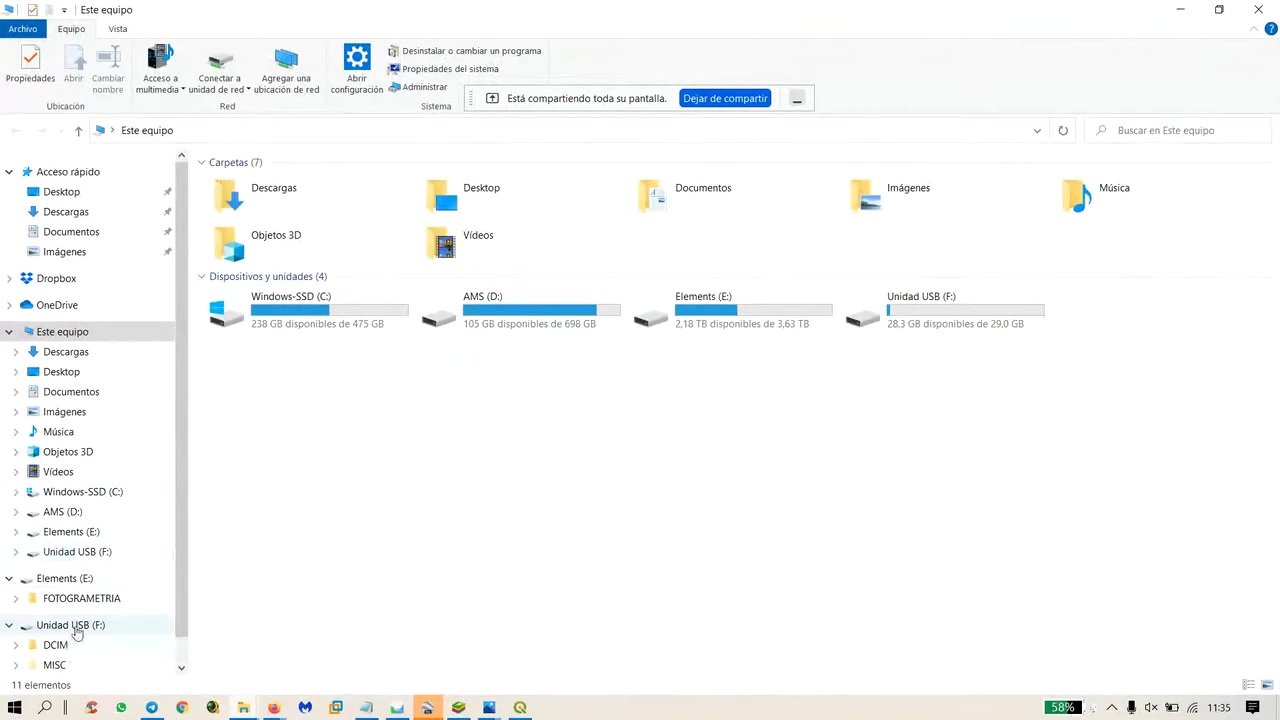 Este equipo
Archivo Equipo Vista
Propiedades Abrir Cambiar nombre
Ubicación
Acceso a multimedia Conectar a unidad de red Agregar una ubicación de red
Red
Abrir configuración
Desinstalar o cambiar un programa
Propiedades del sistema
Administrar
Sistema
Está compartiendo toda su pantalla. Dejar de compartir
Este equipo
Buscar en Este equipo
Acceso rápido
Desktop
Descargas
Documentos
Imágenes
Dropbox
OneDrive
Este equipo
Descargas
Desktop
Documentos
Imágenes
Música
Objetos 3D
Vídeos
Windows-SSD (C:)
AMS (D:)
Elements (E:)
Unidad USB (F:)
Elements (E:)
FOTOGRAMETRIA
Unidad USB (F:)
DCIM
MISC
Carpetas (7)
Descargas Desktop Documentos Imágenes Música
Objetos 3D Vídeos
Dispositivos y unidades (4)
Windows-SSD (C:)
238 GB disponibles de 475 GB
AMS (D:)
105 GB disponibles de 698 GB
Elements (E:)
2,18 TB disponibles de 3,63 TB
Unidad USB (F:)
28,3 GB disponibles de 29,0 GB
11 elementos
58% 11:35